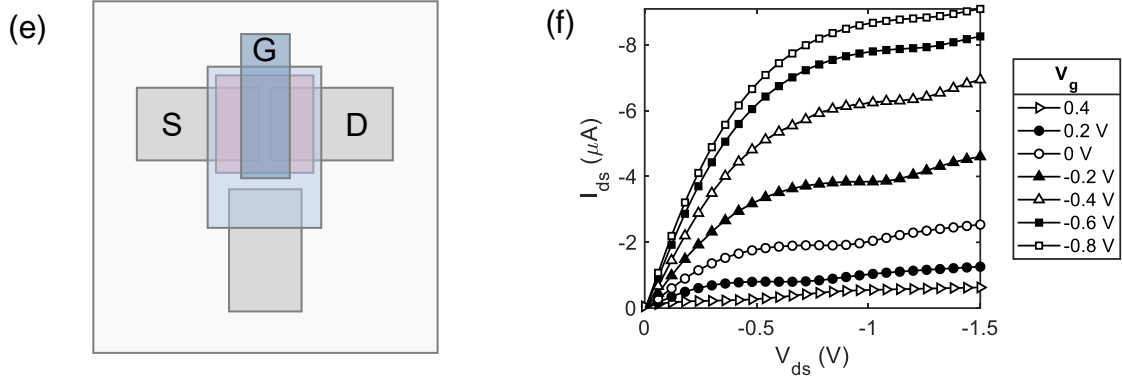 (e)
G
S
D
(f)
-8
-6
-4
-2
0
I_ds (μA)
0
-0.5
-1
-1.5
V_ds (V)
V_g
0.4
0.2 V
0 V
-0.2 V
-0.4 V
-0.6 V
-0.8 V